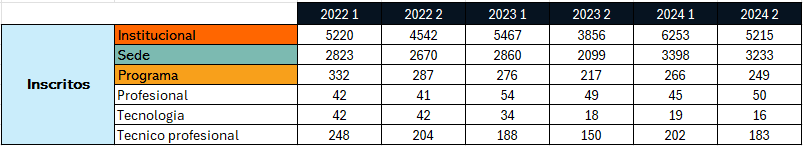 2022 1 2022 2 2023 1 2023 2 2024 1 2024 2
Inscritos
Institucional 5220 4542 5467 3856 6253 5215
Sede 2823 2670 2860 2099 3398 3233
Programa 332 287 276 217 266 249
Profesional 42 41 54 49 45 50
Tecnologia 42 42 34 18 19 16
Tecnico profesional 248 204 188 150 202 183